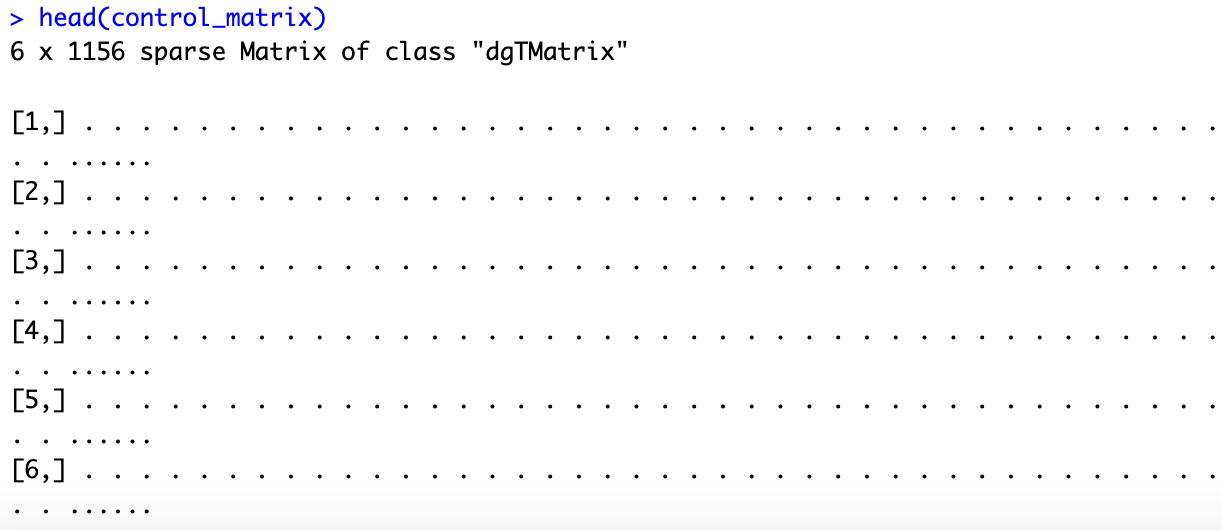 > head(control_matrix)
6 x 1156 sparse Matrix of class "dgTMatrix"
[1,] . . . . . . . . . . . . . . . . . . . . . . . . . . . . . . . . . . . . . . . .
. . ......
[2,] . . . . . . . . . . . . . . . . . . . . . . . . . . . . . . . . . . . . . . . .
. . ......
[3,] . . . . . . . . . . . . . . . . . . . . . . . . . . . . . . . . . . . . . . . .
. . ......
[4,] . . . . . . . . . . . . . . . . . . . . . . . . . . . . . . . . . . . . . . . .
. . ......
[5,] . . . . . . . . . . . . . . . . . . . . . . . . . . . . . . . . . . . . . . . .
. . ......
[6,] . . . . . . . . . . . . . . . . . . . . . . . . . . . . . . . . . . . . . . . .
. . ......